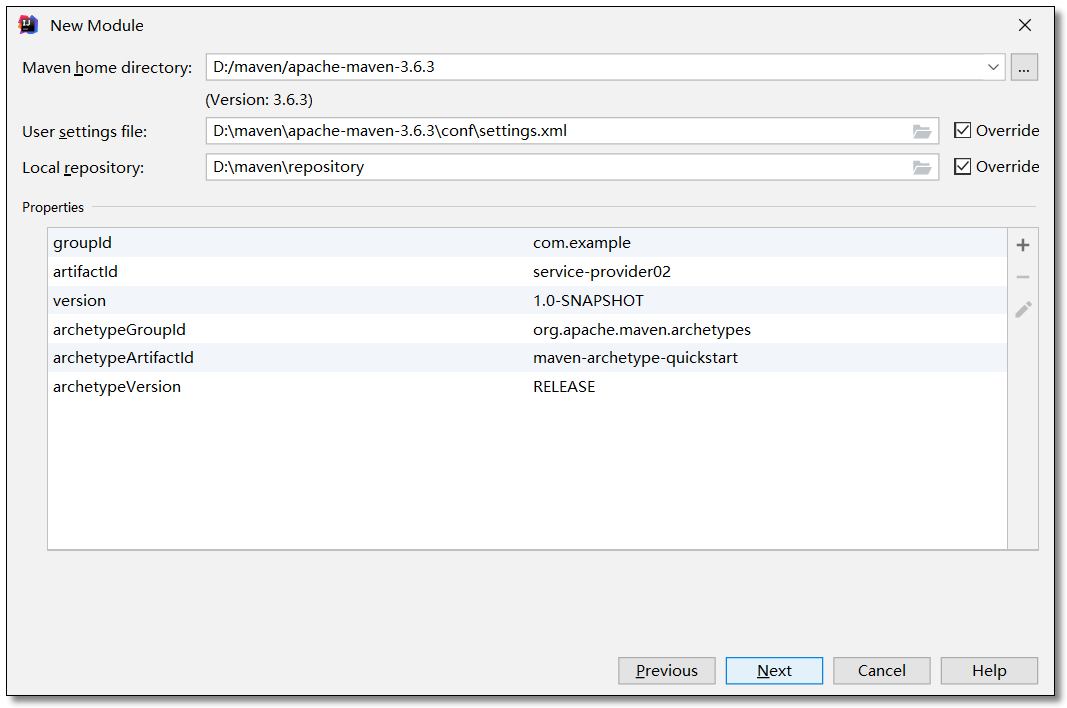 New Module
Maven home directory: D:/maven/apache-maven-3.6.3 ...
(Version: 3.6.3)
User settings file: D:\maven\apache-maven-3.6.3\conf\settings.xml Override
Local repository: D:\maven\repository Override
Properties
groupId com.example
artifactId service-provider02
version 1.0-SNAPSHOT
archetypeGroupId org.apache.maven.archetypes
archetypeArtifactId maven-archetype-quickstart
archetypeVersion RELEASE
Previous Next Cancel Help